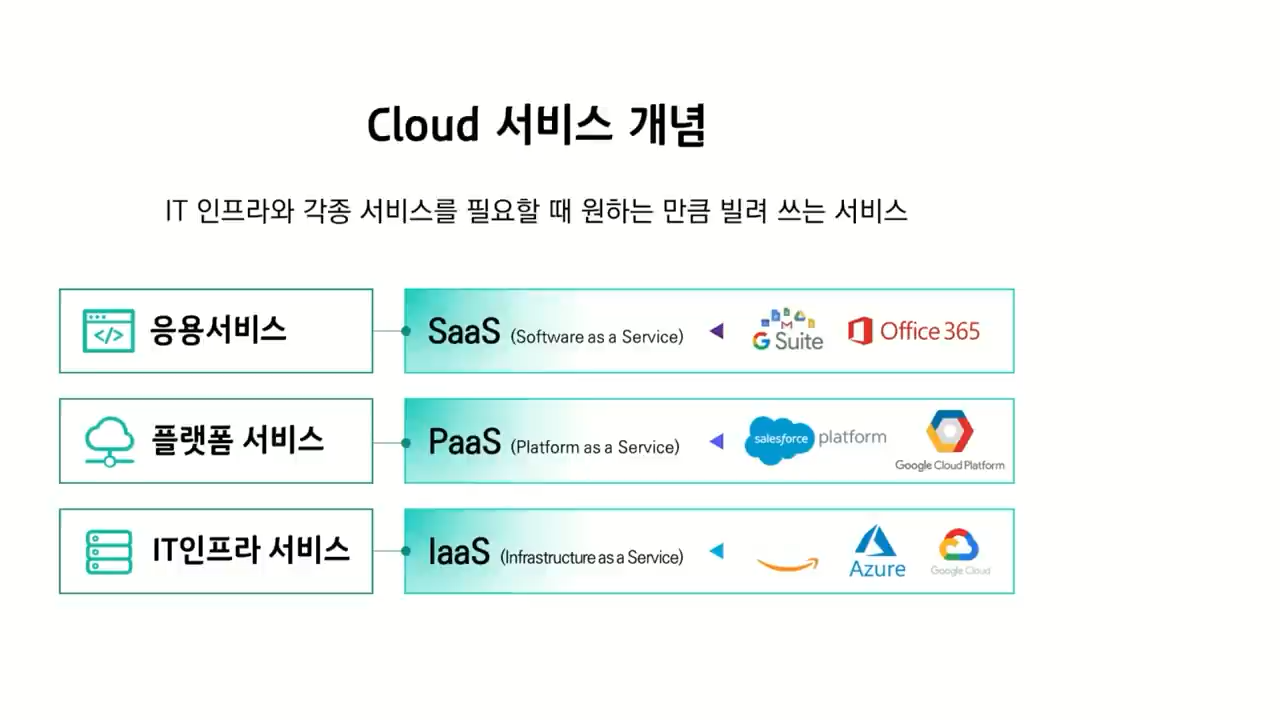 Cloud 서비스 개념
IT 인프라와 각종 서비스를 필요할 때 원하는 만큼 빌려 쓰는 서비스
응용서비스
SaaS (Software as a Service)
G Suite
Office 365
플랫폼 서비스
PaaS (Platform as a Service)
salesforce platform
Google Cloud Platform
IT인프라 서비스
IaaS (Infrastructure as a Service)
Azure
Google Cloud